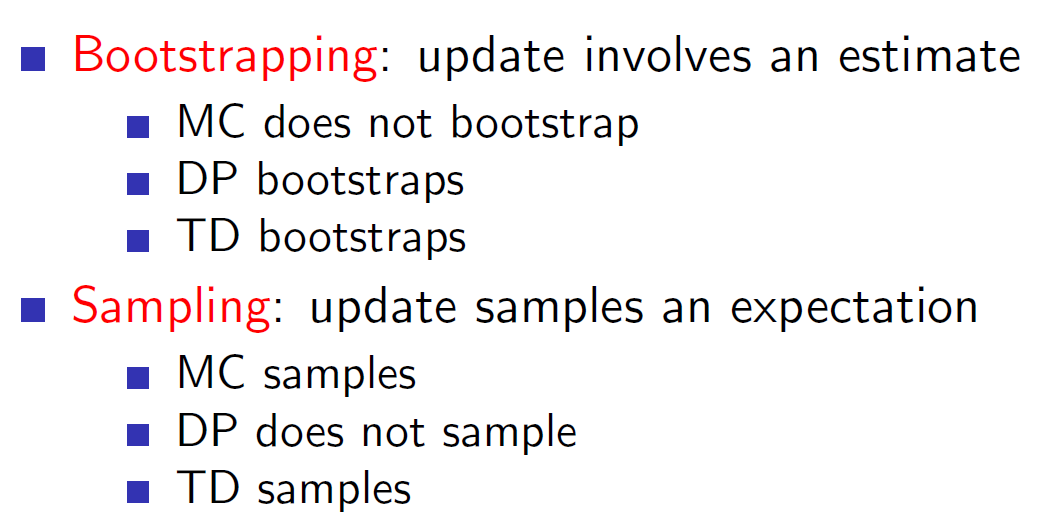 Bootstrapping: update involves an estimate
MC does not bootstrap
DP bootstraps
TD bootstraps
Sampling: update samples an expectation
MC samples
DP does not sample
TD samples